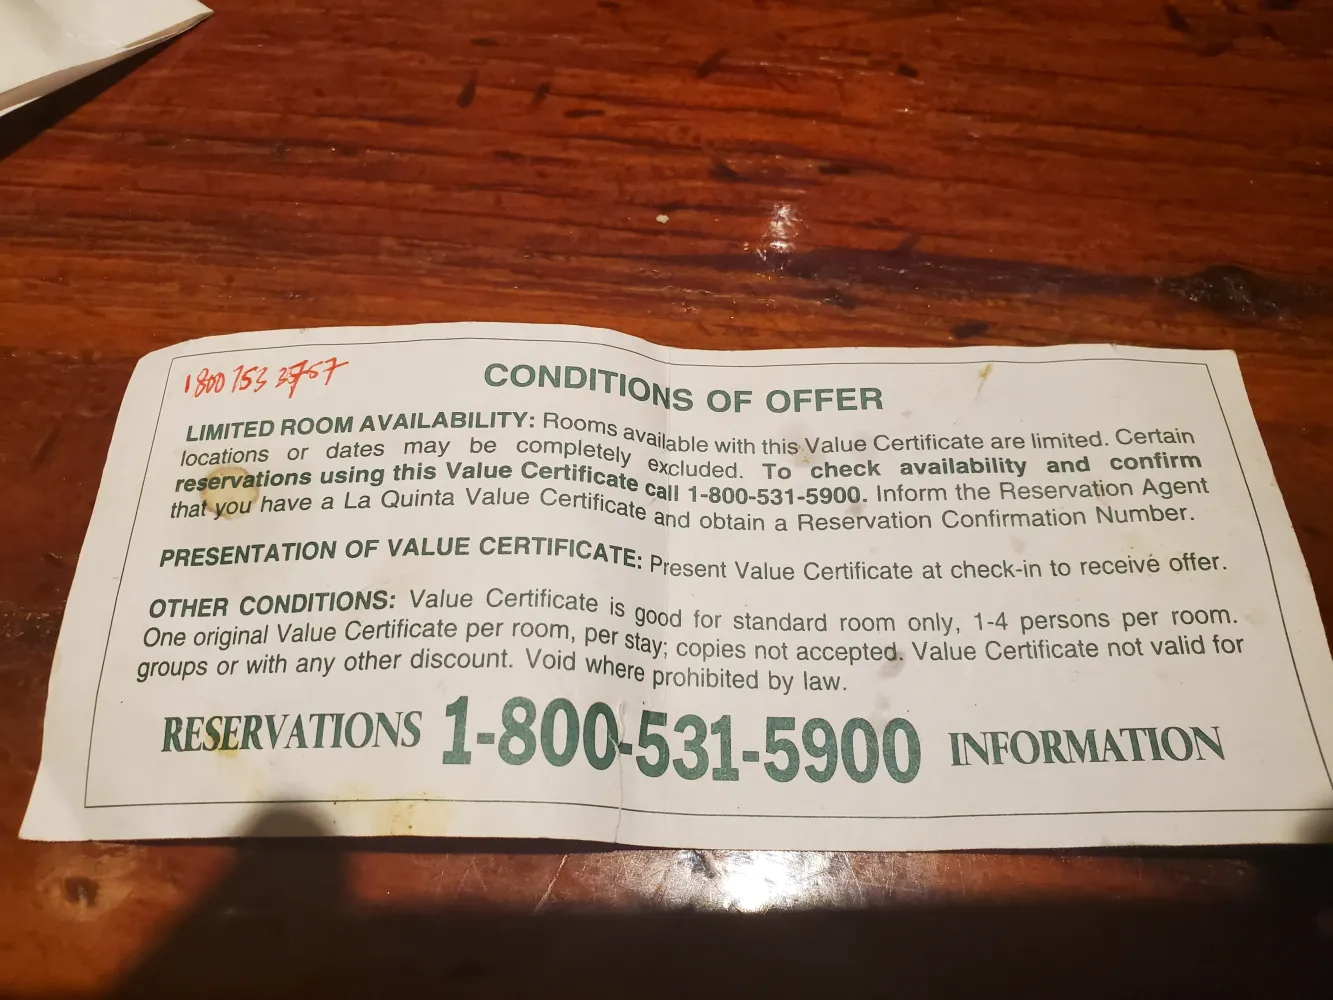 1 800 753 3757
CONDITIONS OF OFFER
LIMITED ROOM AVAILABILITY: Rooms available with this Value Certificate are limited. Certain
locations or dates may be completely excluded. To check availability and confirm
reservations using this Value Certificate call 1-800-531-5900. Inform the Reservation Agent
that you have a La Quinta Value Certificate and obtain a Reservation Confirmation Number.
PRESENTATION OF VALUE CERTIFICATE: Present Value Certificate at check-in to receive offer.
OTHER CONDITIONS: Value Certificate is good for standard room only, 1-4 persons per room.
One original Value Certificate per room, per stay; copies not accepted. Value Certificate not valid for
groups or with any other discount. Void where prohibited by law.
RESERVATIONS 1-800-531-5900 INFORMATION